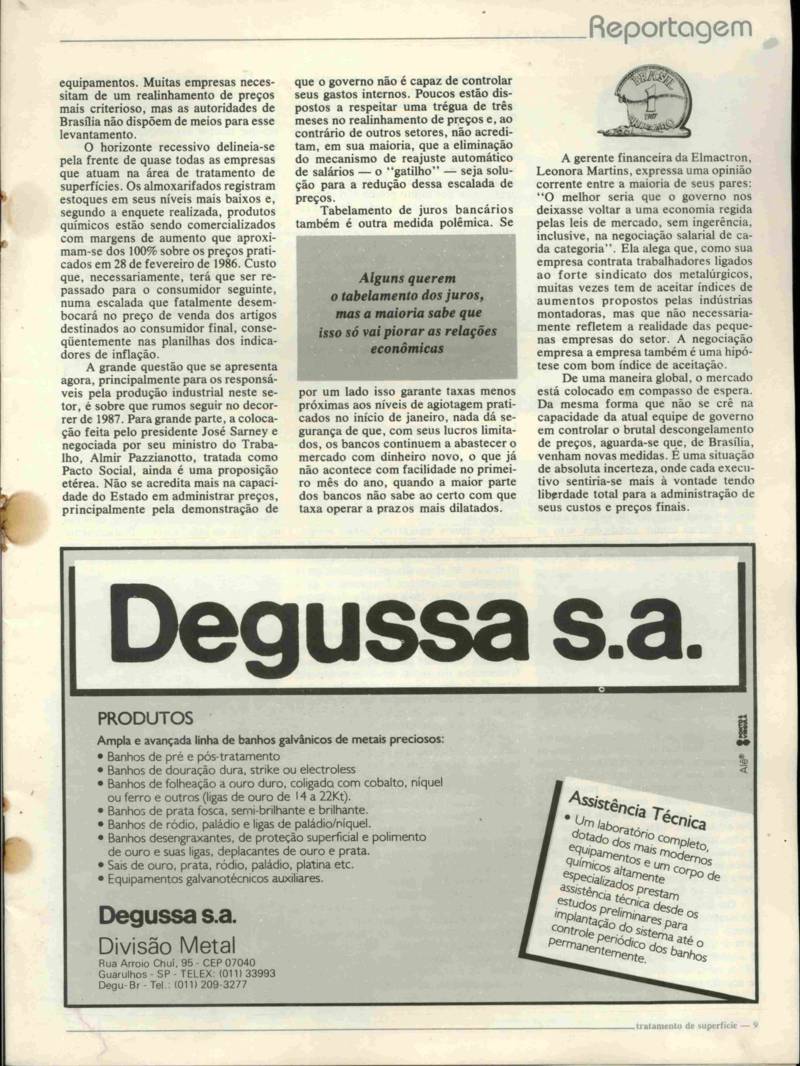 Reportagem
equipamentos. Muitas empresas neces-
sitam de um realinhamento de preços
mais criterioso, mas as autoridades de
Brasília não dispõem de meios para esse
levantamento.
O horizonte recessivo delineia-se
pela frente de quase todas as empresas
que atuam na área de tratamento de
superfícies. Os almoxarifados registram
estoques em seus níveis mais baixos e,
segundo a enquete realizada, produtos
químicos estão sendo comercializados
com margens de aumento que aproxi-
mam-se dos 100% sobre os preços prati-
cados em 28 de fevereiro de 1986. Custo
que, necessariamente, terá que ser re-
passado para o consumidor seguinte,
numa escalada que fatalmente desem-
bocará no preço de venda dos artigos
destinados ao consumidor final, conse-
qüentemente nas planilhas dos indica-
dores de inflação.
A grande questão que se apresenta
agora, principalmente para os responsá-
veis pela produção industrial neste se-
tor, é sobre que rumos seguir no decor-
rer de 1987. Para grande parte, a coloca-
ção feita pelo presidente José Sarney e
negociada por seu ministro do Traba-
lho, Almir Pazzianotto, tratada como
Pacto Social, ainda é uma proposição
etérea. Não se acredita mais na capaci-
dade do Estado em administrar preços,
principalmente pela demonstração de
que o governo não é capaz de controlar
seus gastos internos. Poucos estão dis-
postos a respeitar uma trégua de três
meses no realinhamento de preços e, ao
contrário de outros setores, não acredi-
tam, em sua maioria, que a eliminação
do mecanismo de reajuste automático
de salários — o "gatilho" — seja solu-
ção para a redução dessa escalada de
preços.
Tabelamento de juros bancários
também é outra medida polêmica. Se
Alguns querem
o tabelamento dos juros,
mas a maioria sabe que
isso só vai piorar as relações
econômicas
por um lado isso garante taxas menos
próximas aos níveis de agiotagem prati-
cados no início de janeiro, nada dá se-
gurança de que, com seus lucros limita-
dos, os bancos continuem a abastecer o
mercado com dinheiro novo, o que já
não acontece com facilidade no primei-
ro mês do ano, quando a maior parte
dos bancos não sabe ao certo com que
taxa operar a prazos mais dilatados.
BRASIL
1
1987
A gerente financeira da Elmactron,
Leonora Martins, expressa uma opinião
corrente entre a maioria de seus pares:
"O melhor seria que o governo nos
deixasse voltar a uma economia regida
pelas leis de mercado, sem ingerência,
inclusive, na negociação salarial de ca-
da categoria". Ela alega que, como sua
empresa contrata trabalhadores ligados
ao forte sindicato dos metalúrgicos,
muitas vezes tem de aceitar índices de
aumentos propostos pelas indústrias
montadoras, mas que não necessaria-
mente refletem a realidade das peque-
nas empresas do setor. A negociação
empresa a empresa também é uma hipó-
tese com bom índice de aceitação.
De uma maneira global, o mercado
está colocado em compasso de espera.
Da mesma forma que não se crê na
capacidade da atual equipe de governo
em controlar o brutal descongelamento
de preços, aguarda-se que, de Brasília,
venham novas medidas. É uma situação
de absoluta incerteza, onde cada execu-
tivo sentiria-se mais à vontade tendo
liberdade total para a administração de
seus custos e preços finais.
Degussa s.a.
PRODUTOS
Ampla e avançada linha de banhos galvânicos de metais preciosos:
• Banhos de pré e pós-tratamento
• Banhos de douração dura, strike ou electroless
• Banhos de folheação a ouro duro, coligado com cobalto, níquel
ou ferro e outros (ligas de ouro de 14 a 22Kt).
• Banhos de prata fosca, semi-brilhante e brilhante.
• Banhos de ródio, paládio e ligas de paládio/níquel.
• Banhos desengraxantes, de proteção superficial e polimento
de ouro e suas ligas, deplacantes de ouro e prata.
• Sais de ouro, prata, ródio, paládio, platina etc.
• Equipamentos galvanotécnicos auxiliares.
Degussa s.a.
Divisão Metal
Rua Arroio Chuí, 95 - CEP 07040
Guarulhos - SP - TELEX: (011) 33993
Degu-Br - Tel.: (011) 209-3277
Assistência Técnica
• Um laboratório completo,
dotado dos mais modernos
equipamentos e um corpo de
químicos altamente
especializados prestam
assistência técnica desde os
estudos preliminares para
implantação do sistema até o
controle periódico dos banhos
permanentemente.
tratamento de superfície — 9